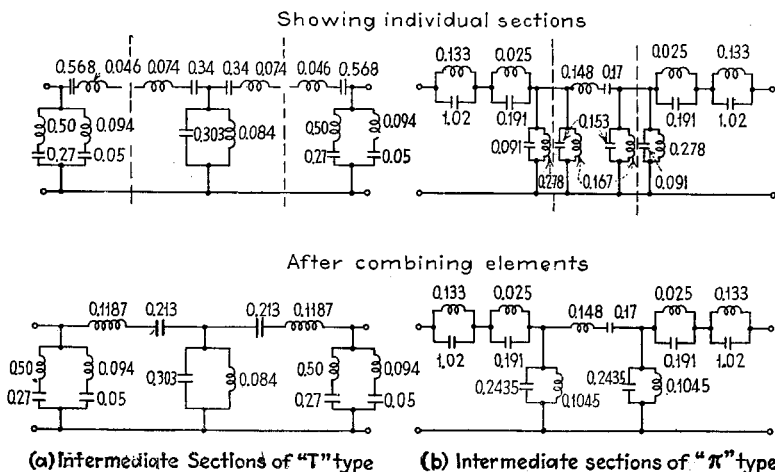 Showing individual sections
0.568 0.046 0.074 0.34 0.34 0.074 0.046 0.568
0.50 0.094 0.303 0.084 0.50 0.094
0.27 0.05 0.27 0.05
0.133 0.025 0.148 0.17 0.025 0.133
1.02 0.191 0.153 0.191 1.02
0.091 0.278
0.278 0.167 0.091
After combining elements
0.1187 0.213 0.213 0.1187
0.50 0.094 0.303 0.084 0.50 0.094
0.27 0.05 0.27 0.05
0.133 0.025 0.148 0.17 0.025 0.133
1.02 0.191 0.191 1.02
0.2435 0.1045 0.2435 0.1045
(a) Intermediate Sections of "T" type
(b) Intermediate sections of "π" type